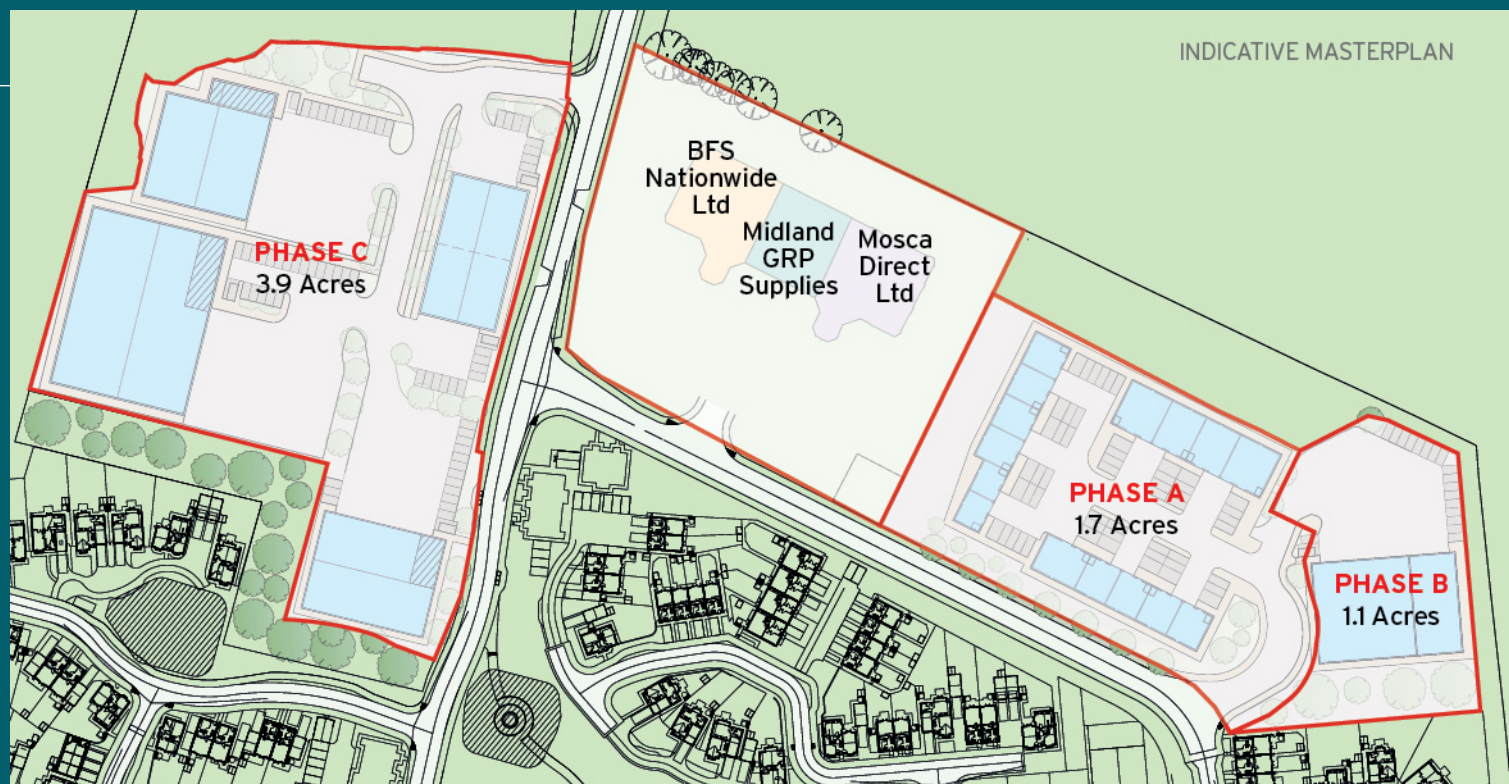 INDICATIVE MASTERPLAN
BFS
Nationwide
Ltd
Midland
GRP
Supplies
Mosca
Direct
Ltd
PHASE C
3.9 Acres
PHASE A
1.7 Acres
PHASE B
1.1 Acres